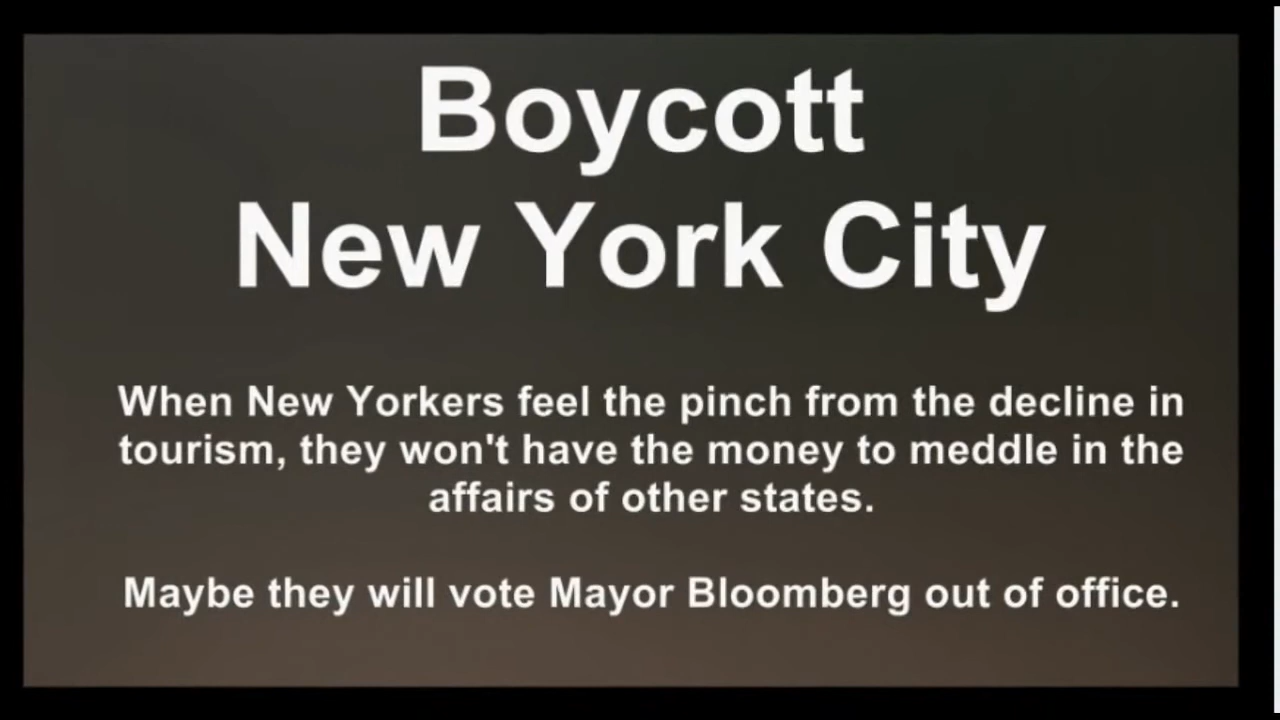 Boycott
New York City
When New Yorkers feel the pinch from the decline in
tourism, they won't have the money to meddle in the
affairs of other states.
Maybe they will vote Mayor Bloomberg out of office.